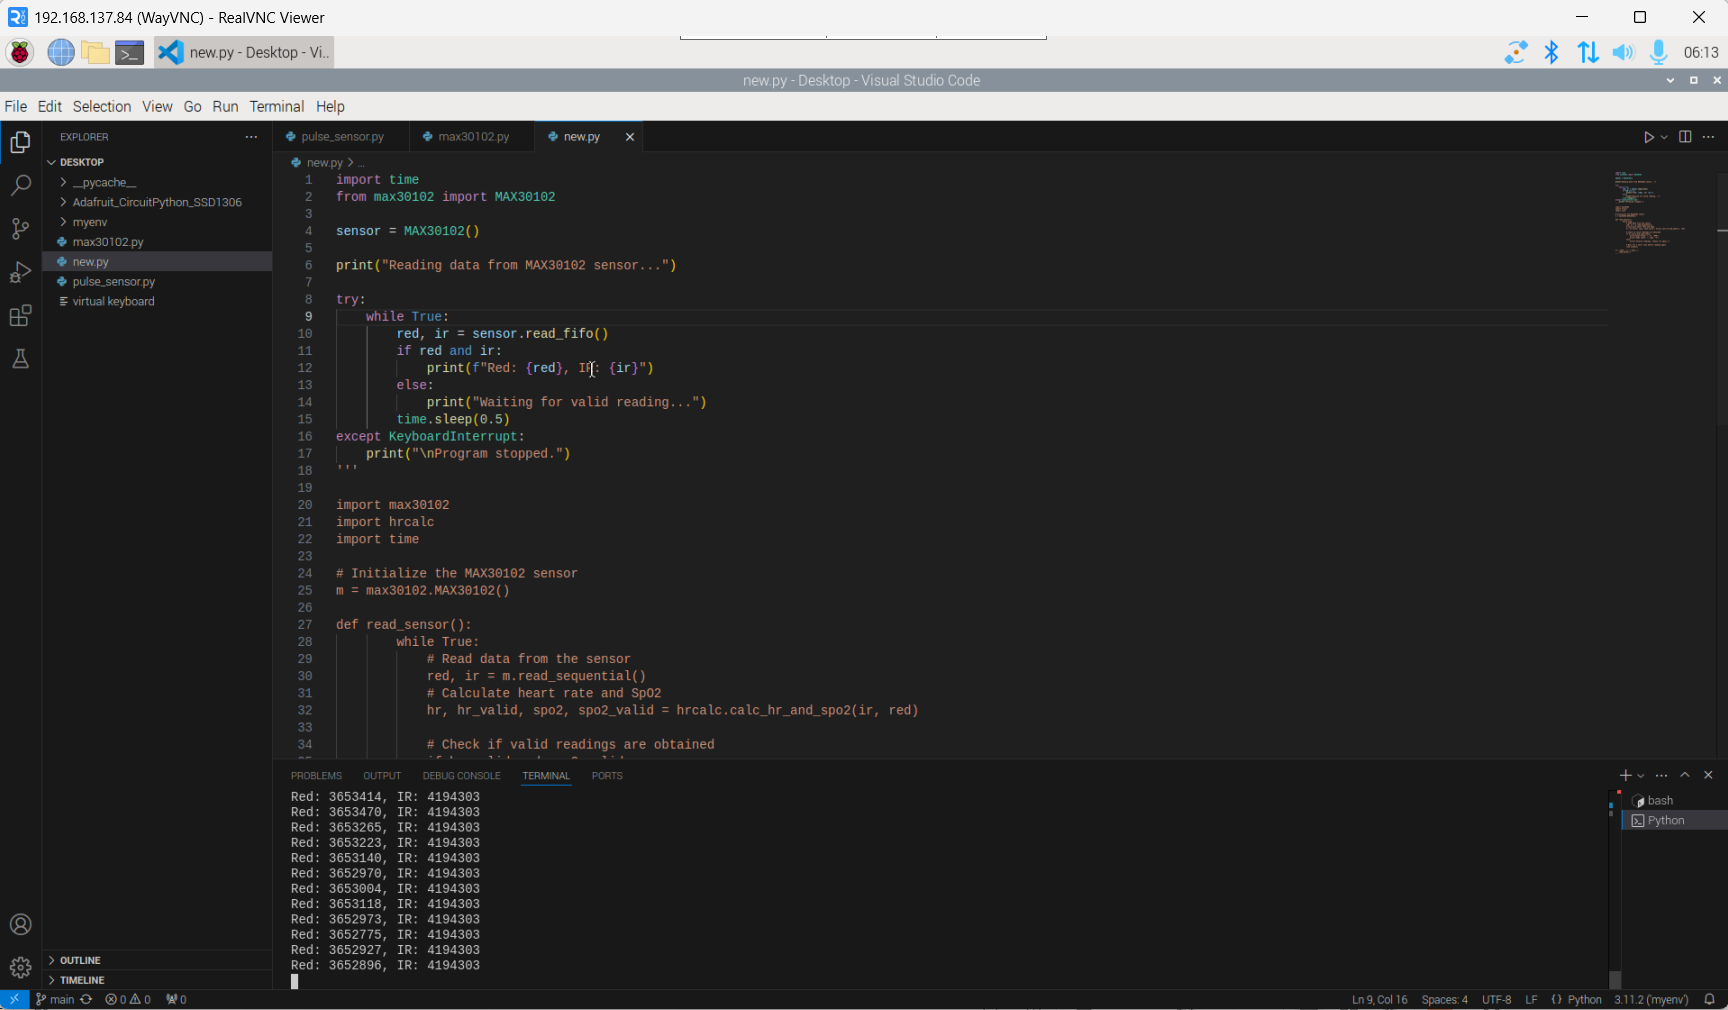 192.168.137.84 (WayVNC) - RealVNC Viewer
new.py - Desktop - Vi..
06:13
new.py - Desktop - Visual Studio Code
File Edit Selection View Go Run Terminal Help
EXPLORER
DESKTOP
__pycache__
Adafruit_CircuitPython_SSD1306
myenv
max30102.py
new.py
pulse_sensor.py
virtual keyboard
OUTLINE
TIMELINE
pulse_sensor.py max30102.py new.py
new.py > ...
1 import time
2 from max30102 import MAX30102
3
4 sensor = MAX30102()
5
6 print("Reading data from MAX30102 sensor...")
7
8 try:
9 while True:
10 red, ir = sensor.read_fifo()
11 if red and ir:
12 print(f"Red: {red}, IR: {ir}")
13 else:
14 print("Waiting for valid reading...")
15 time.sleep(0.5)
16 except KeyboardInterrupt:
17 print("\nProgram stopped.")
18 '''
19
20 import max30102
21 import hrcalc
22 import time
23
24 # Initialize the MAX30102 sensor
25 m = max30102.MAX30102()
26
27 def read_sensor():
28 while True:
29 # Read data from the sensor
30 red, ir = m.read_sequential()
31 # Calculate heart rate and SpO2
32 hr, hr_valid, spo2, spo2_valid = hrcalc.calc_hr_and_spo2(ir, red)
33
34 # Check if valid readings are obtained
PROBLEMS OUTPUT DEBUG CONSOLE TERMINAL PORTS
Red: 3653414, IR: 4194303
Red: 3653470, IR: 4194303
Red: 3653265, IR: 4194303
Red: 3653223, IR: 4194303
Red: 3653140, IR: 4194303
Red: 3652970, IR: 4194303
Red: 3653004, IR: 4194303
Red: 3653118, IR: 4194303
Red: 3652973, IR: 4194303
Red: 3652775, IR: 4194303
Red: 3652927, IR: 4194303
Red: 3652896, IR: 4194303
bash
Python
main 0 0 0 Ln 9, Col 16 Spaces: 4 UTF-8 LF Python 3.11.2 ('myenv')